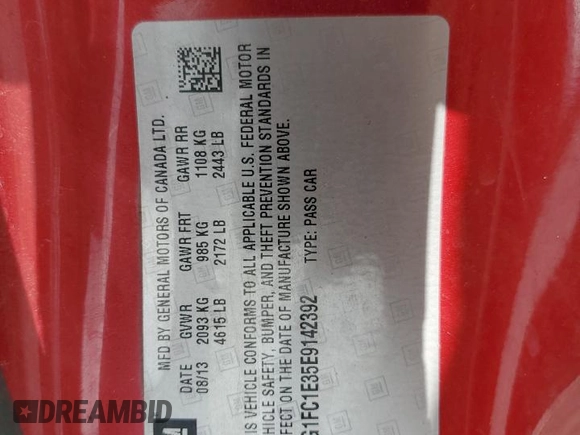 MFD BY GENERAL MOTORS OF CANADA LTD.
DATE GVWR GAWR FRT GAWR RR
08/13 2093 KG 985 KG 1108 KG
4615 LB 2172 LB 2443 LB
IS VEHICLE CONFORMS TO ALL APPLICABLE U.S. FEDERAL MOTOR
HICLE SAFETY, BUMPER, AND THEFT PREVENTION STANDARDS IN
FECT ON THE DATE OF MANUFACTURE SHOWN ABOVE.
G1FC1E35E9142392 TYPE: PASS CAR
DREAMBID